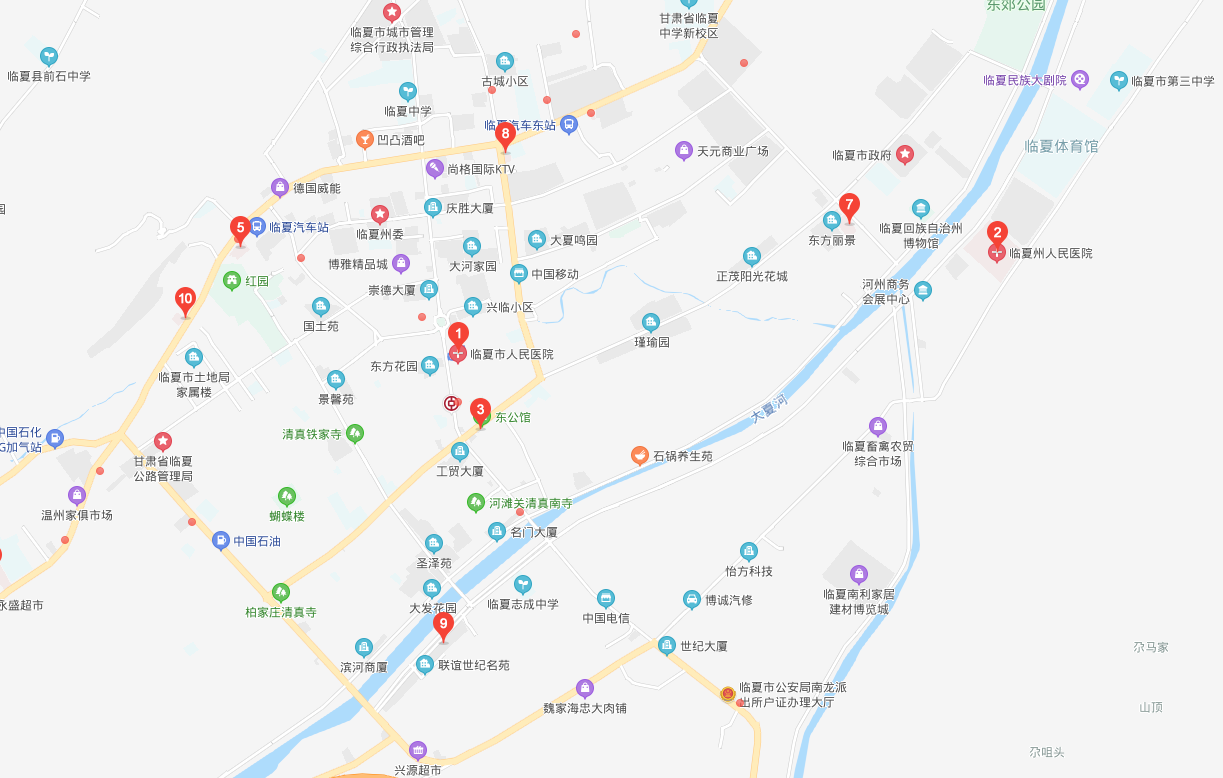 东郊公园
临夏市城市管理
综合行政执法局
甘肃省临夏
中学新校区
临夏县前石中学
古城小区
临夏民族大剧院
临夏市第三中学
临夏中学
临夏汽车东站
8
凹凸酒吧
临夏体育馆
天元商业广场
临夏市政府
尚格国际KTV
德国威能
园
庆胜大厦
7
5
临夏汽车站
临夏州委
大夏鸣园
东方丽景
临夏回族自治州
博物馆
2
临夏州人民医院
博雅精品城
大河家园
中国移动
正茂阳光花城
红园
崇德大厦
河州商务
会展中心
10
国土苑
兴临小区
1
瑾瑜园
东方花园
临夏市人民医院
临夏市土地局
家属楼
景馨苑
3
东公馆
大夏河
中国石化
G加气站
清真铁家寺
临夏畜禽农贸
综合市场
甘肃省临夏
公路管理局
工贸大厦
石锅养生苑
温州家俱市场
蝴蝶楼
河滩关清真南寺
中国石油
名门大厦
圣泽苑
怡方科技
永盛超市
柏家庄清真寺
大发花园
临夏志成中学
中国电信
博诚汽修
临夏南利家居
建材博览城
9
滨河商厦
联谊世纪名苑
世纪大厦
尕马家
临夏市公安局南龙派
出所户证办理大厅
魏家海忠大肉铺
山顶
尕咀头
兴源超市